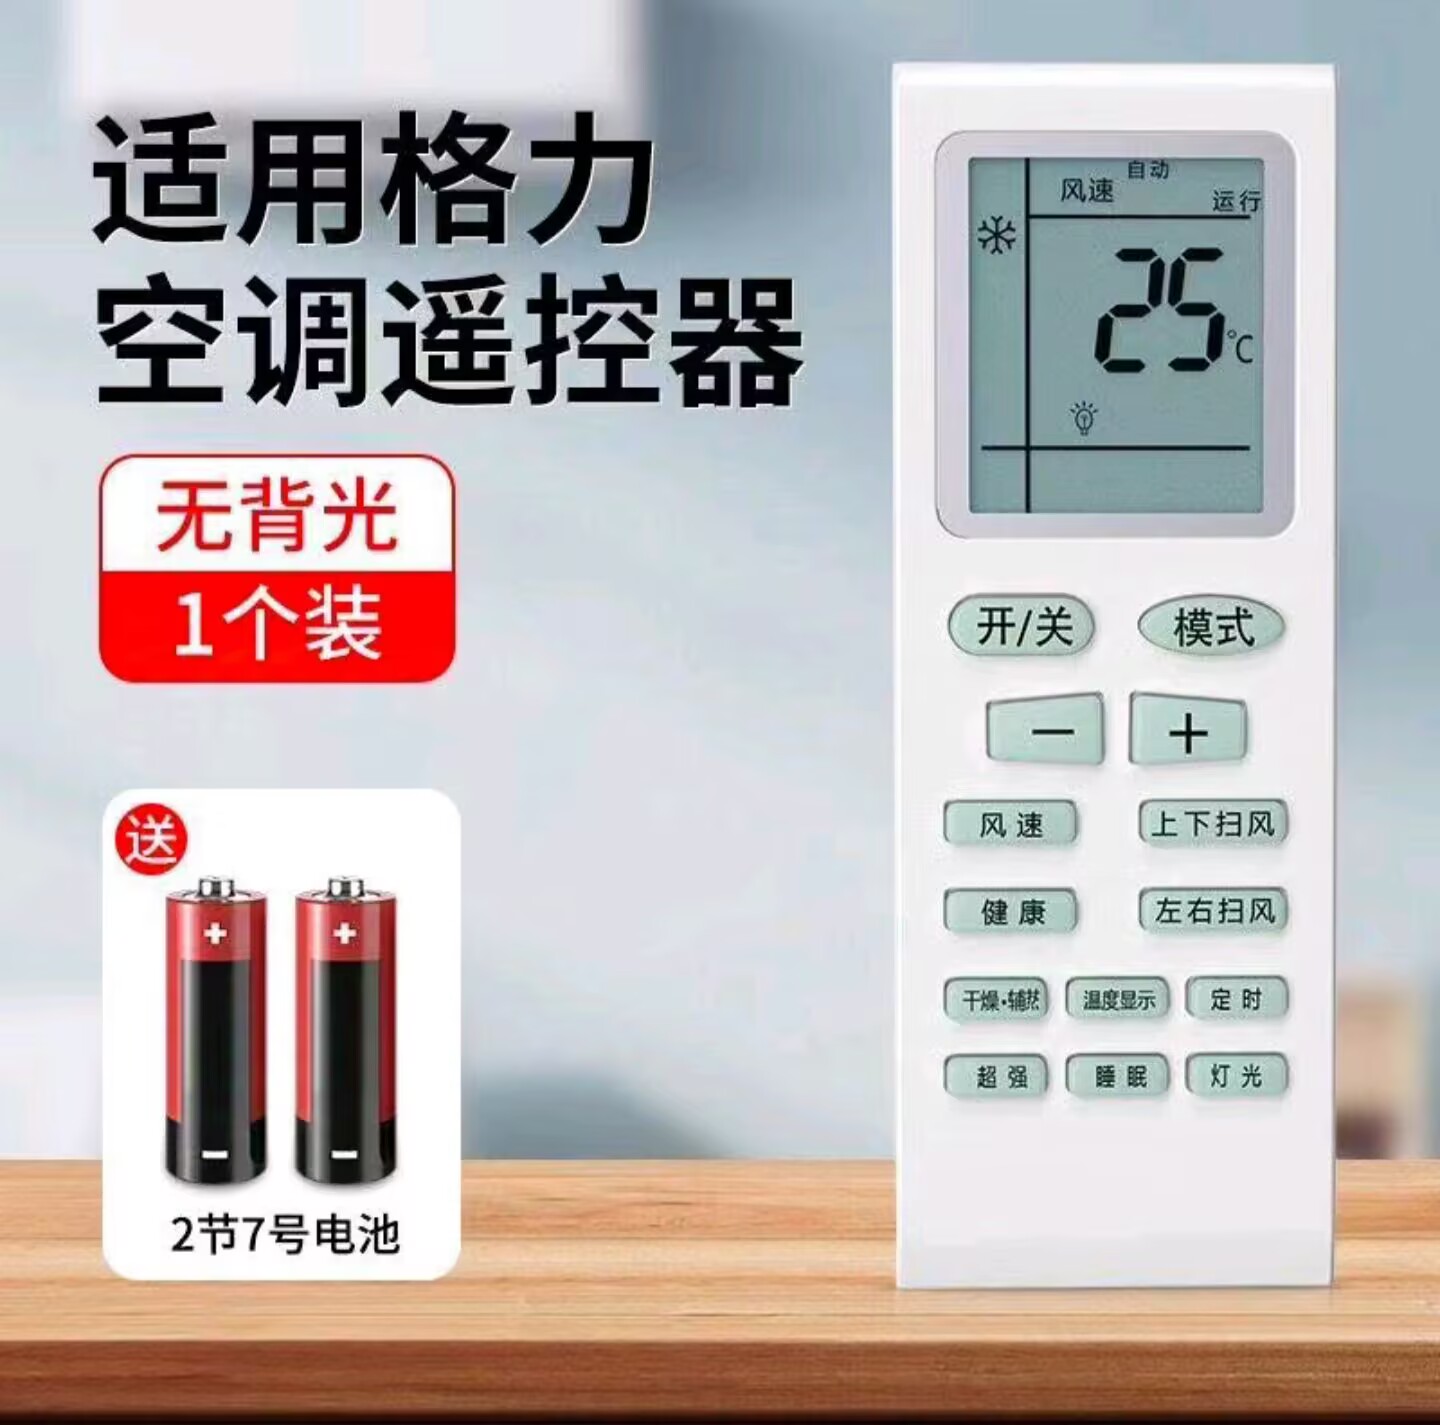 适用格力
空调遥控器
无背光
1个装
送
2节7号电池
自动
风速
运行
25℃
开/关
模式
－
＋
风速
上下扫风
健康
左右扫风
干燥·辅热
温度显示
定时
超强
睡眠
灯光